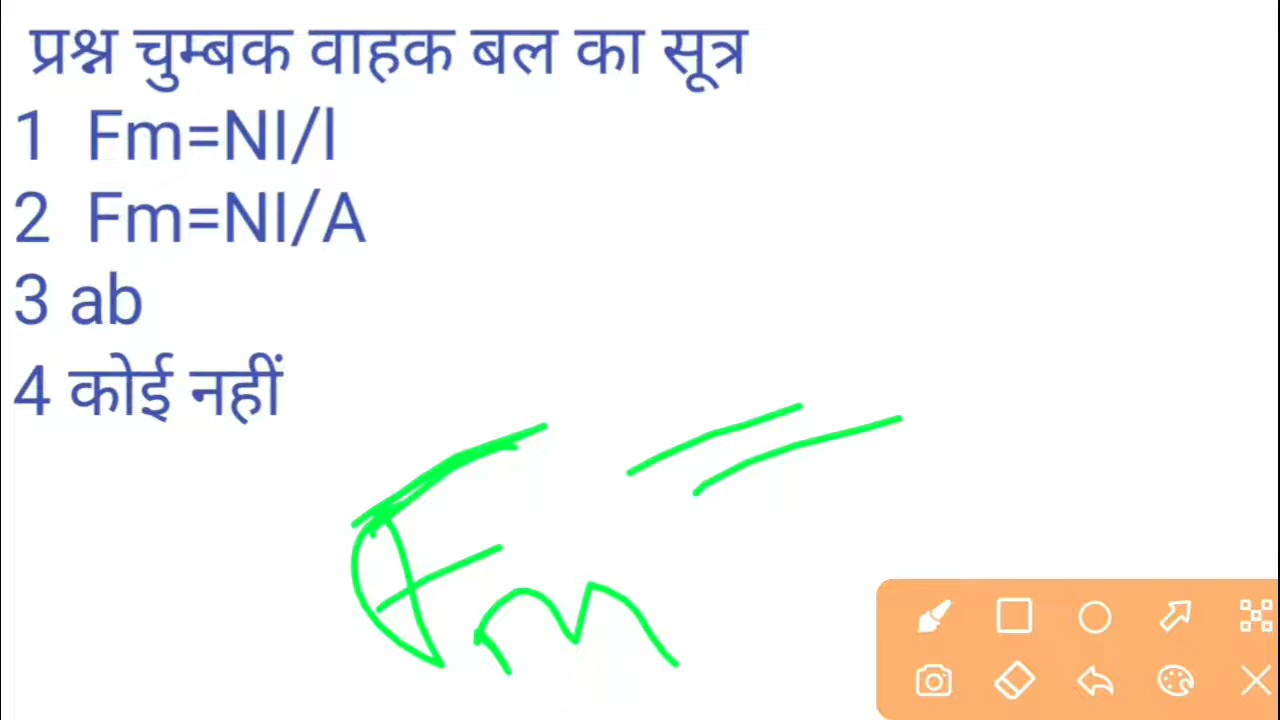 प्रश्न चुम्बक वाहक बल का सूत्र
1 Fm=NI/l
2 Fm=NI/A
3 ab
4 कोई नहीं
Fm =